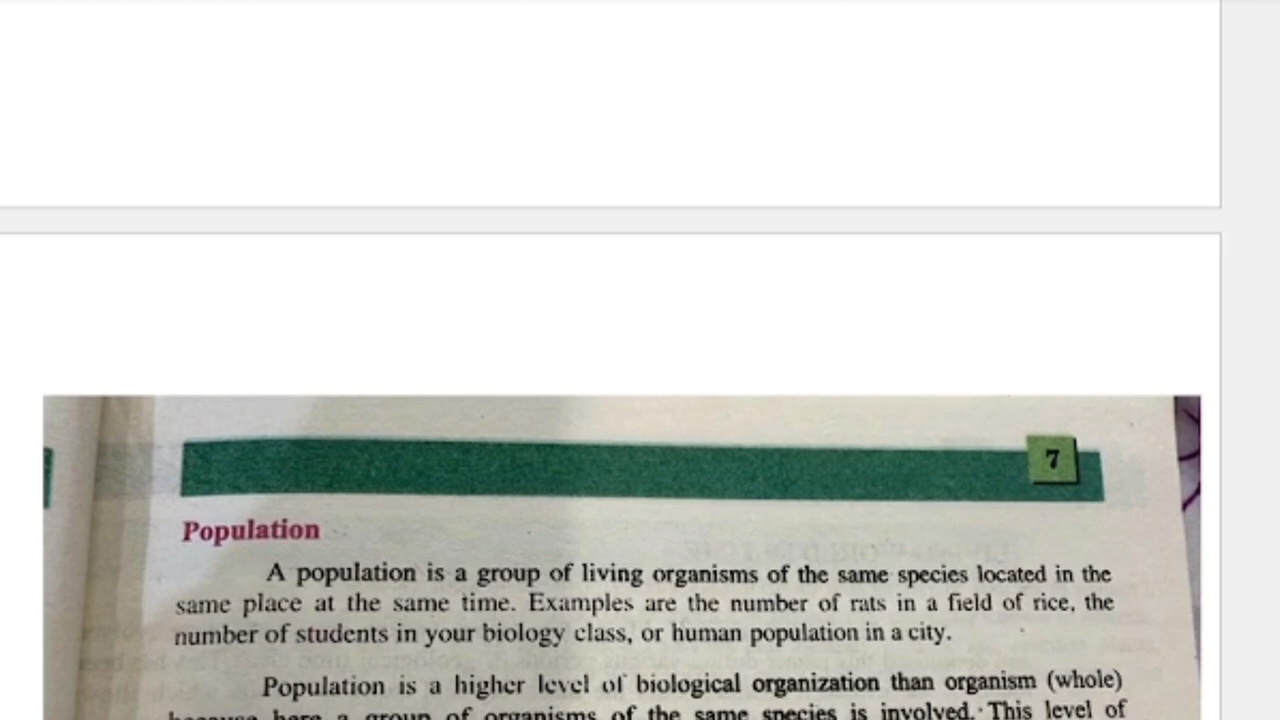 7
Population
A population is a group of living organisms of the same species located in the
same place at the same time. Examples are the number of rats in a field of rice, the
number of students in your biology class, or human population in a city.
Population is a higher level of biological organization than organism (whole)
because here a group of organisms of the same species is involved. This level of